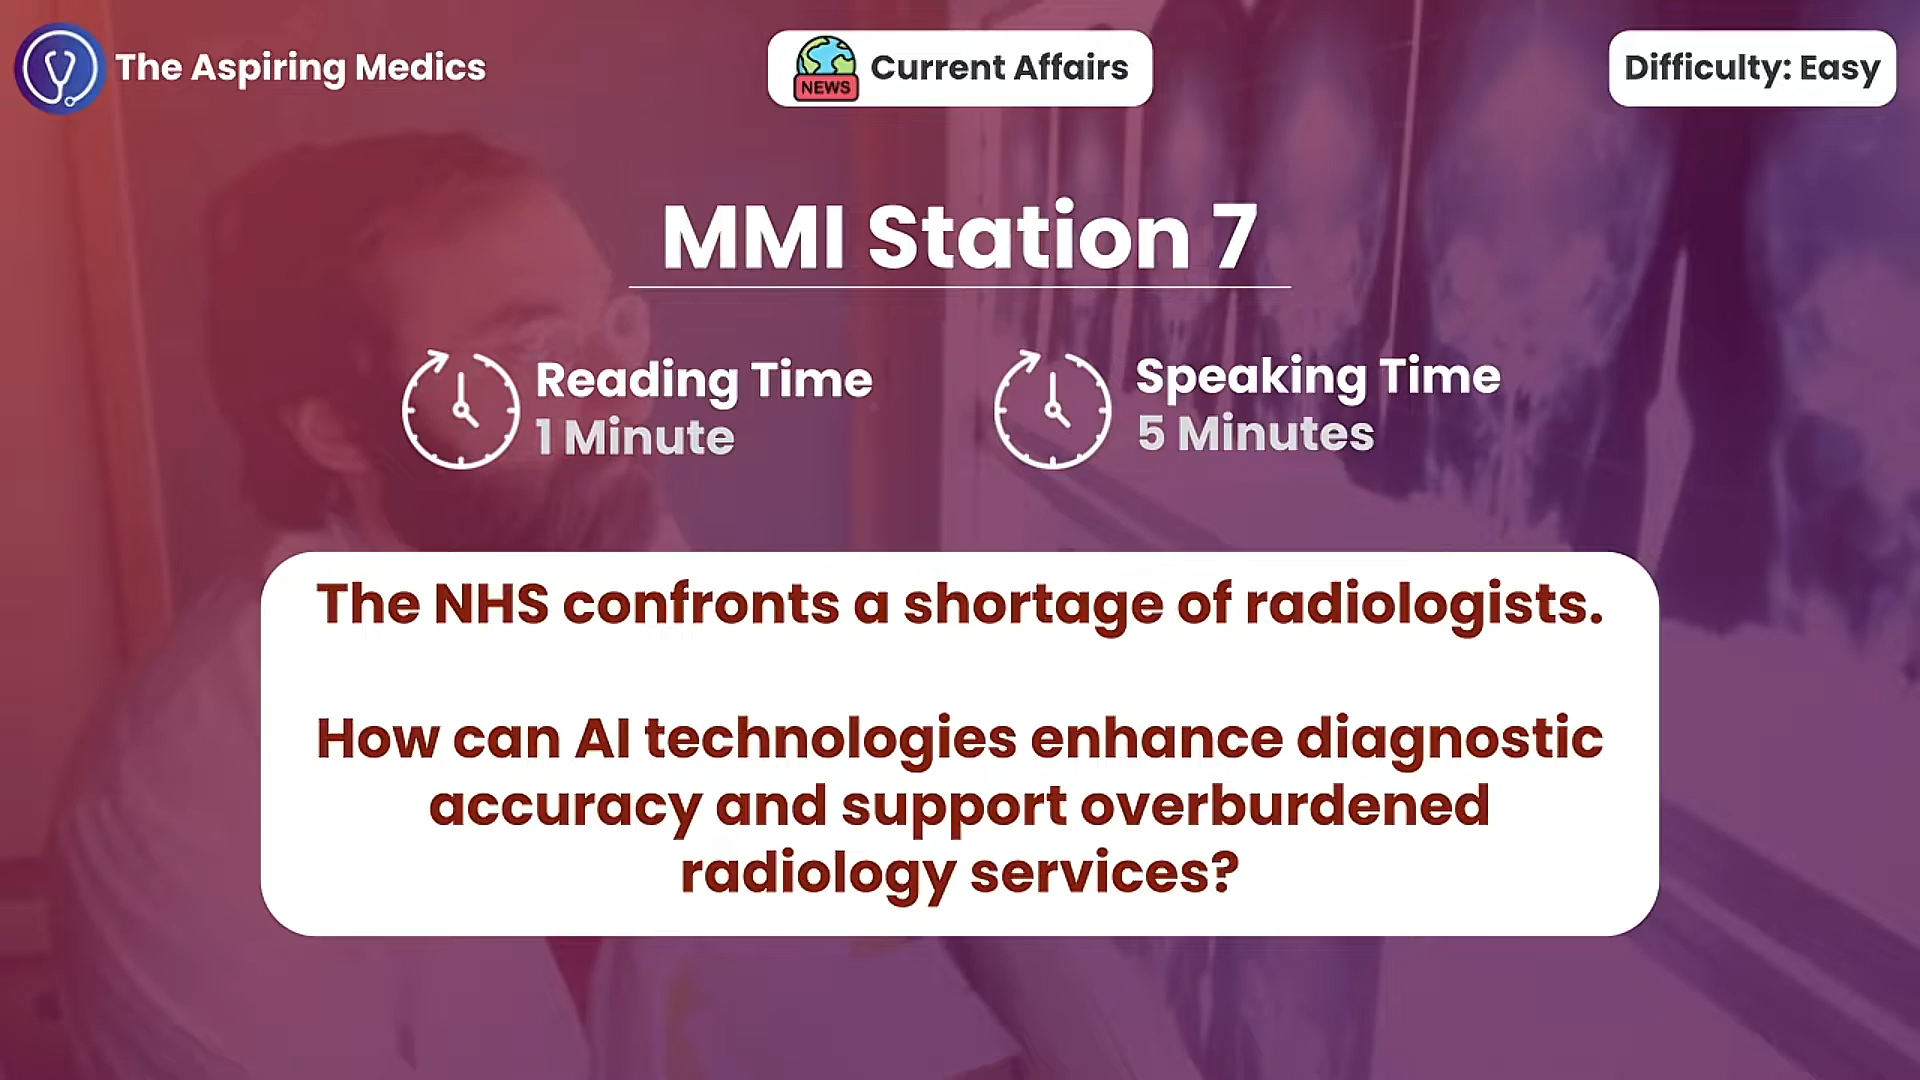 The Aspiring Medics
NEWS
Current Affairs
Difficulty: Easy
MMI Station 7
Reading Time
1 Minute
Speaking Time
5 Minutes
The NHS confronts a shortage of radiologists.
How can AI technologies enhance diagnostic
accuracy and support overburdened
radiology services?